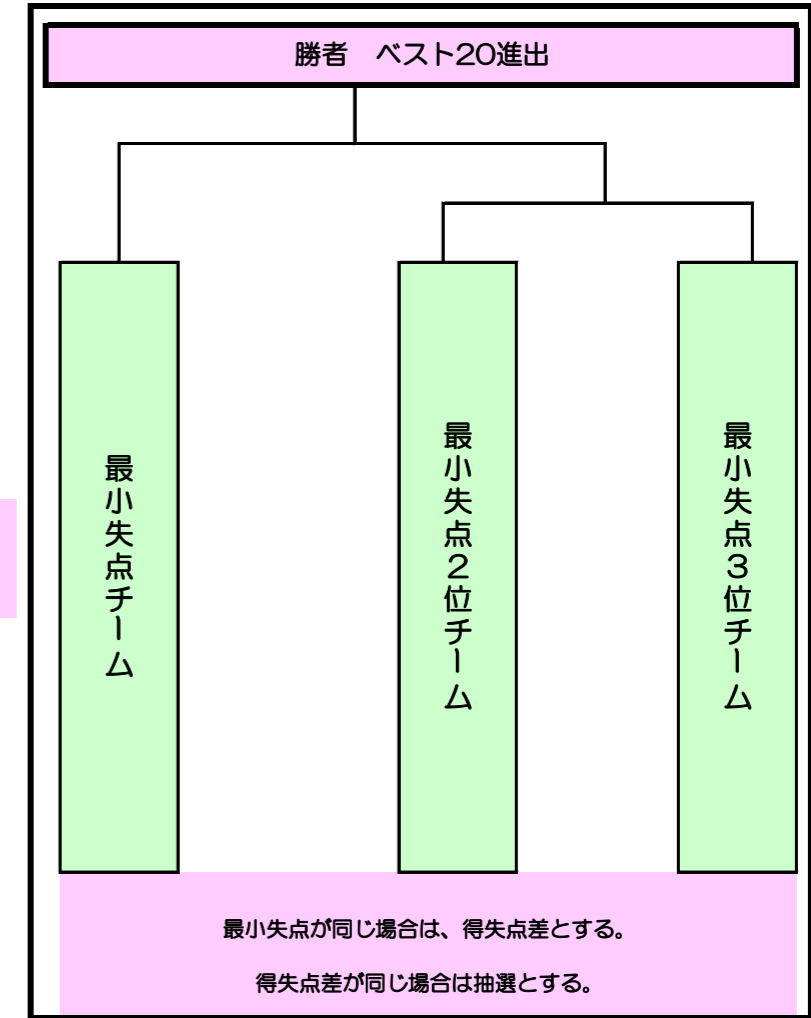 勝者　ベスト20進出
最小失点チーム
最小失点２位チーム
最小失点３位チーム
最小失点が同じ場合は、得失点差とする。
得失点差が同じ場合は抽選とする。